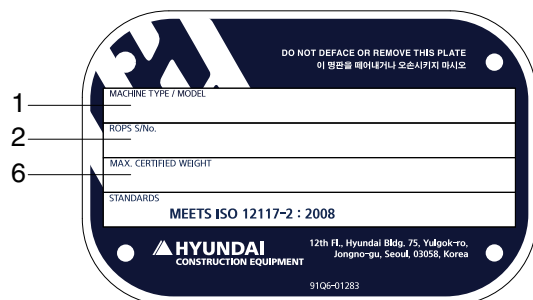 DO NOT DEFACE OR REMOVE THIS PLATE
이 명판을 떼어내거나 오손시키지 마시오
1
MACHINE TYPE / MODEL
2
ROPS S/No.
6
MAX. CERTIFIED WEIGHT
STANDARDS
MEETS ISO 12117-2 : 2008
HYUNDAI
CONSTRUCTION EQUIPMENT
12th Fl., Hyundai Bldg. 75, Yulgok-ro,
Jongno-gu, Seoul, 03058, Korea
91Q6-01283